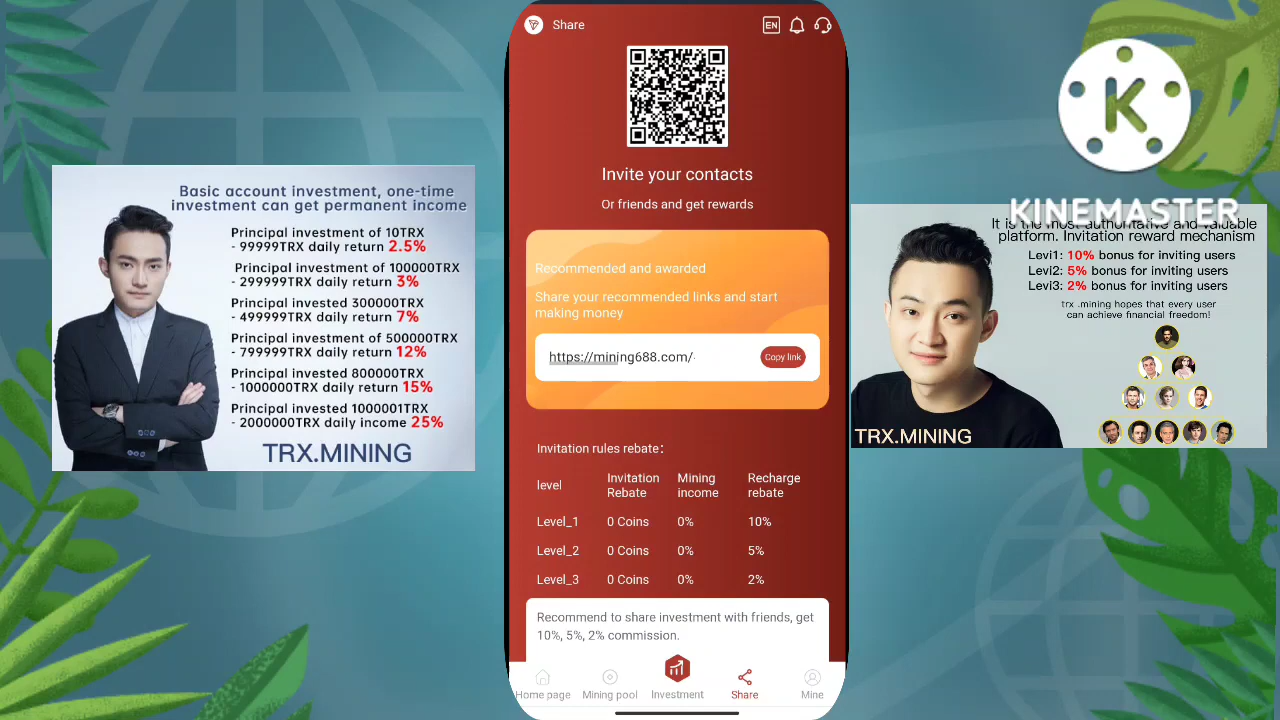 Basic account investment, one-time
investment can get permanent income
Principal investment of 10TRX
- 99999TRX daily return 2.5%
Principal investment of 100000TRX
- 299999TRX daily return 3%
Principal invested 300000TRX
- 499999TRX daily return 7%
Principal investment of 500000TRX
- 799999TRX daily return 12%
Principal invested 800000TRX
- 1000000TRX daily return 15%
Principal invested 1000001TRX
- 2000000TRX daily income 25%
TRX.MINING
Share
EN
Invite your contacts
Or friends and get rewards
Recommended and awarded
Share your recommended links and start
making money
https://mining688.com/
Copy link
Invitation rules rebate:
level Invitation Rebate Mining income Recharge rebate
Level_1 0 Coins 0% 10%
Level_2 0 Coins 0% 5%
Level_3 0 Coins 0% 2%
Recommend to share investment with friends, get
10%, 5%, 2% commission.
Home page Mining pool Investment Share Mine
K
KINEMASTER
It is the most authoritative and valuable
platform. Invitation reward mechanism
Levi1: 10% bonus for inviting users
Levi2: 5% bonus for inviting users
Levi3: 2% bonus for inviting users
trx .mining hopes that every user
can achieve financial freedom!
TRX.MINING